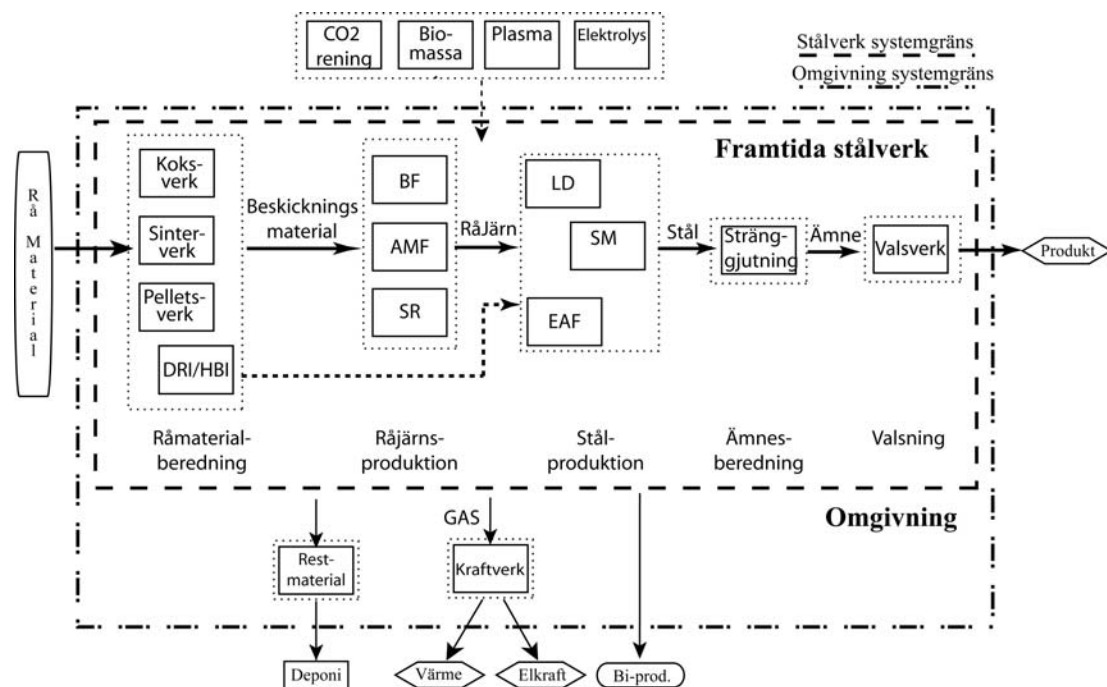 CO2
rening
Bio-
massa
Plasma
Elektrolys
Stålverk systemgräns
Omgivning systemgräns
Framtida stålverk
Rå Material
Koks-
verk
Sinter-
verk
Pellets-
verk
DRI/HBI
Beskicknings
material
BF
AMF
SR
RåJärn
LD
SM
EAF
Stål
Sträng-
gjutning
Ämne
Valsverk
Produkt
Råmaterial-
beredning
Råjärns-
produktion
Stål-
produktion
Ämnes-
beredning
Valsning
Omgivning
GAS
Rest-
material
Kraftverk
Deponi
Värme
Elkraft
Bi-prod.